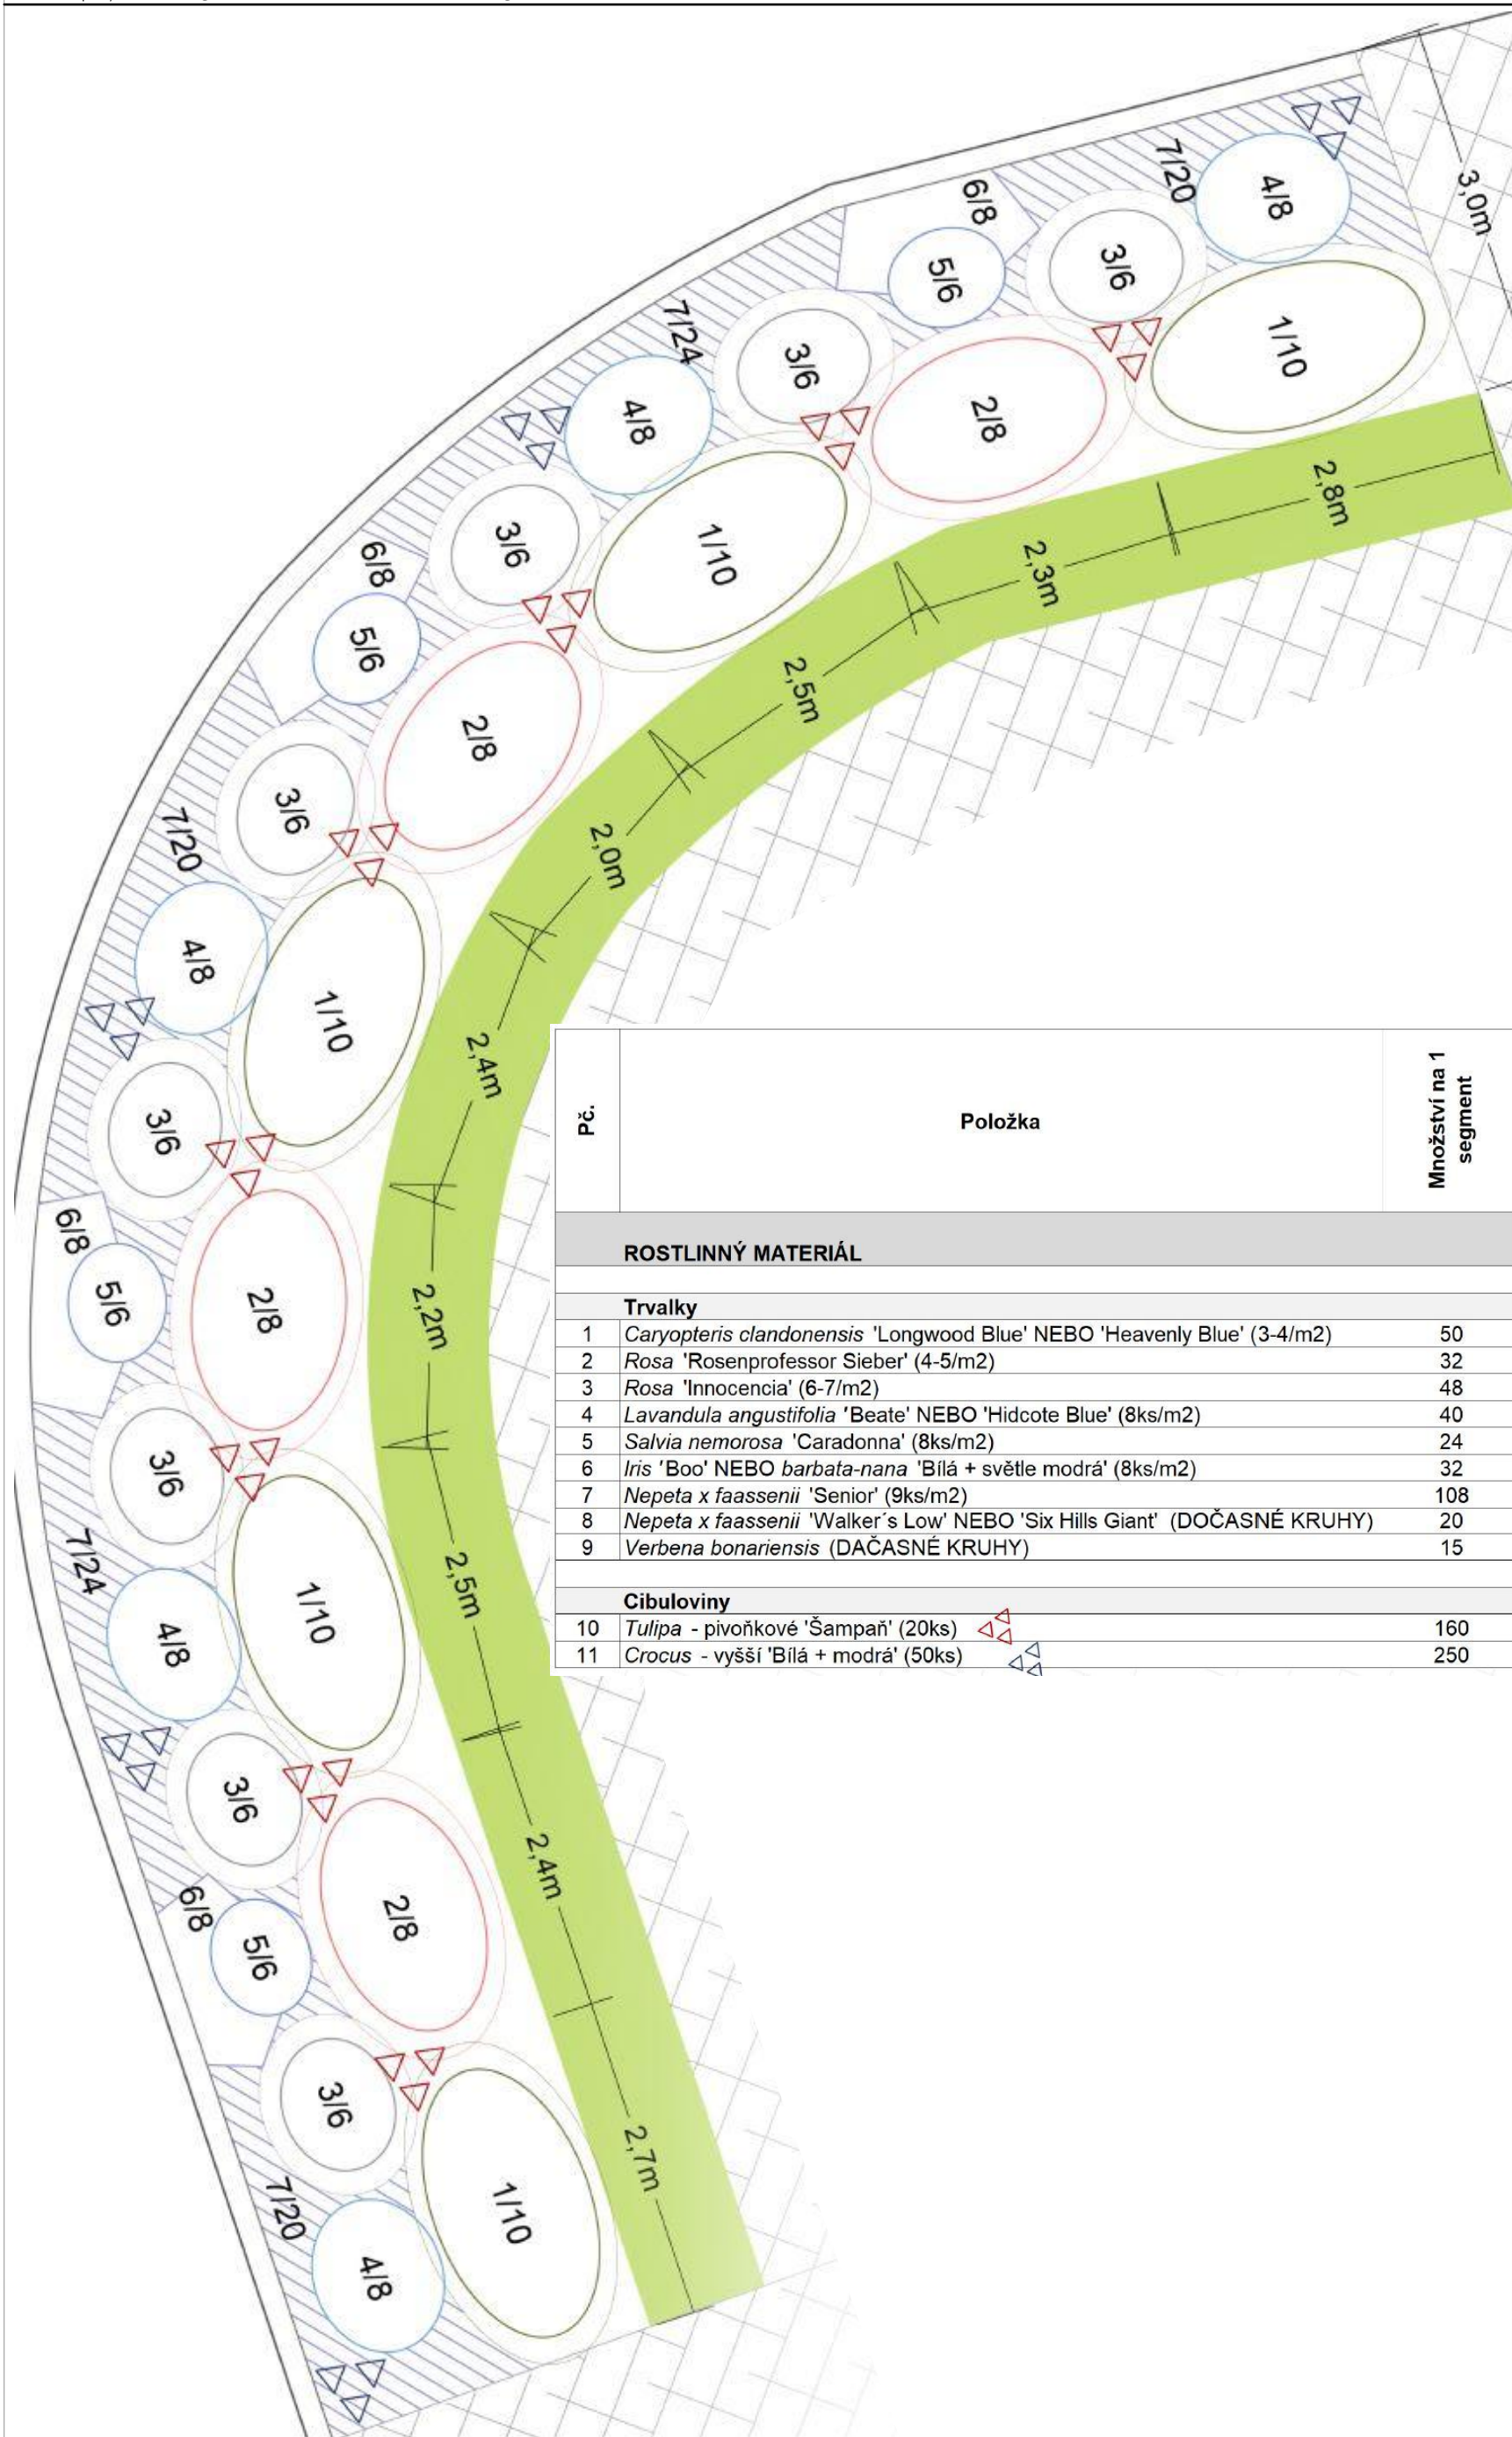 3,0m
4/8
7/20
3/6
1/10
6/8
5/6
2/8
2,8m
7/24
3/6
4/8
1/10
2,3m
3/6
6/8
5/6
2/8
2,5m
3/6
7/20
2,0m
4/8
1/10
2,4m
3/6
6/8
5/6
2/8
2,2m
3/6
7/24
4/8
1/10
2,5m
3/6
6/8
5/6
2/8
2,4m
3/6
7/20
4/8
1/10
2,7m
Pč. Položka Množství na 1 segment
ROSTLINNÝ MATERIÁL
Trvalky
1 Caryopteris clandonensis 'Longwood Blue' NEBO 'Heavenly Blue' (3-4/m2) 50
2 Rosa 'Rosenprofessor Sieber' (4-5/m2) 32
3 Rosa 'Innocencia' (6-7/m2) 48
4 Lavandula angustifolia 'Beate' NEBO 'Hidcote Blue' (8ks/m2) 40
5 Salvia nemorosa 'Caradonna' (8ks/m2) 24
6 Iris 'Boo' NEBO barbata-nana 'Bílá + světle modrá' (8ks/m2) 32
7 Nepeta x faassenii 'Senior' (9ks/m2) 108
8 Nepeta x faassenii 'Walker´s Low' NEBO 'Six Hills Giant' (DOČASNÉ KRUHY) 20
9 Verbena bonariensis (DAČASNÉ KRUHY) 15
Cibuloviny
10 Tulipa - pivoňkové 'Šampaň' (20ks) 160
11 Crocus - vyšší 'Bílá + modrá' (50ks) 250